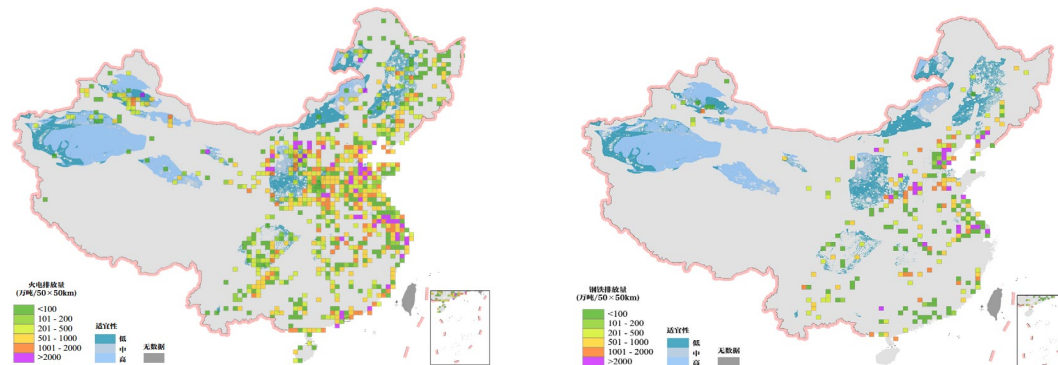 火电排放量
(万吨/50×50km)
<100
101 - 200
201 - 500
501 - 1000
1001 - 2000
>2000
适宜性
低
中
高
无数据
钢铁排放量
(万吨/50×50km)
<100
101 - 200
201 - 500
501 - 1000
1001 - 2000
>2000
适宜性
低
中
高
无数据